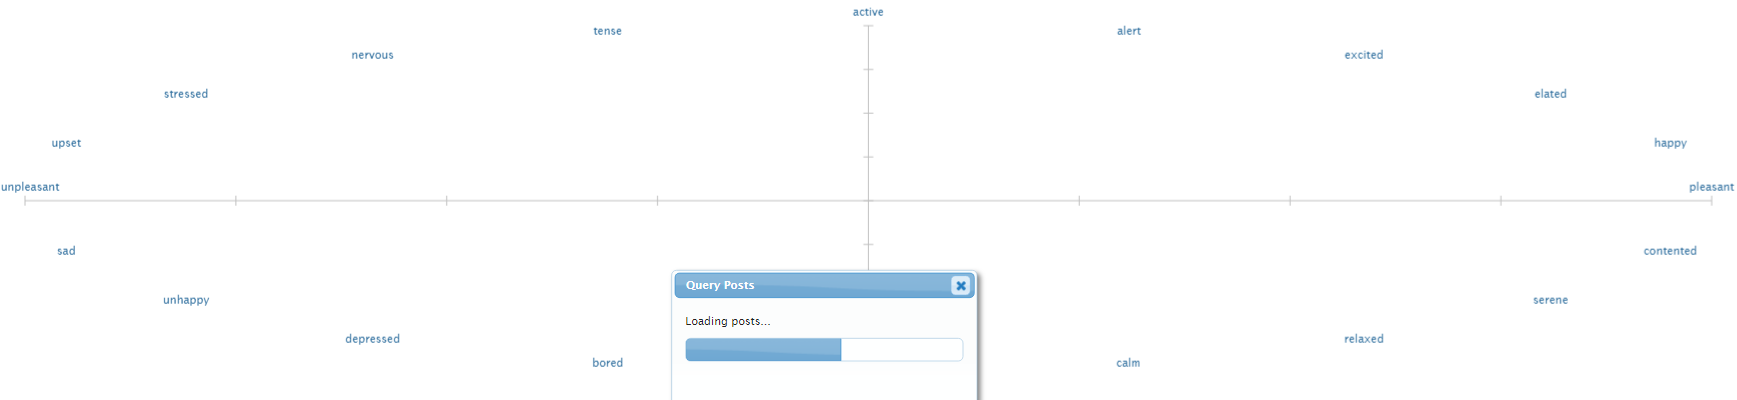 active
tense
alert
nervous
excited
stressed
elated
upset
happy
unpleasant
pleasant
sad
contented
Query Posts
unhappy
serene
Loading posts...
depressed
relaxed
bored
calm